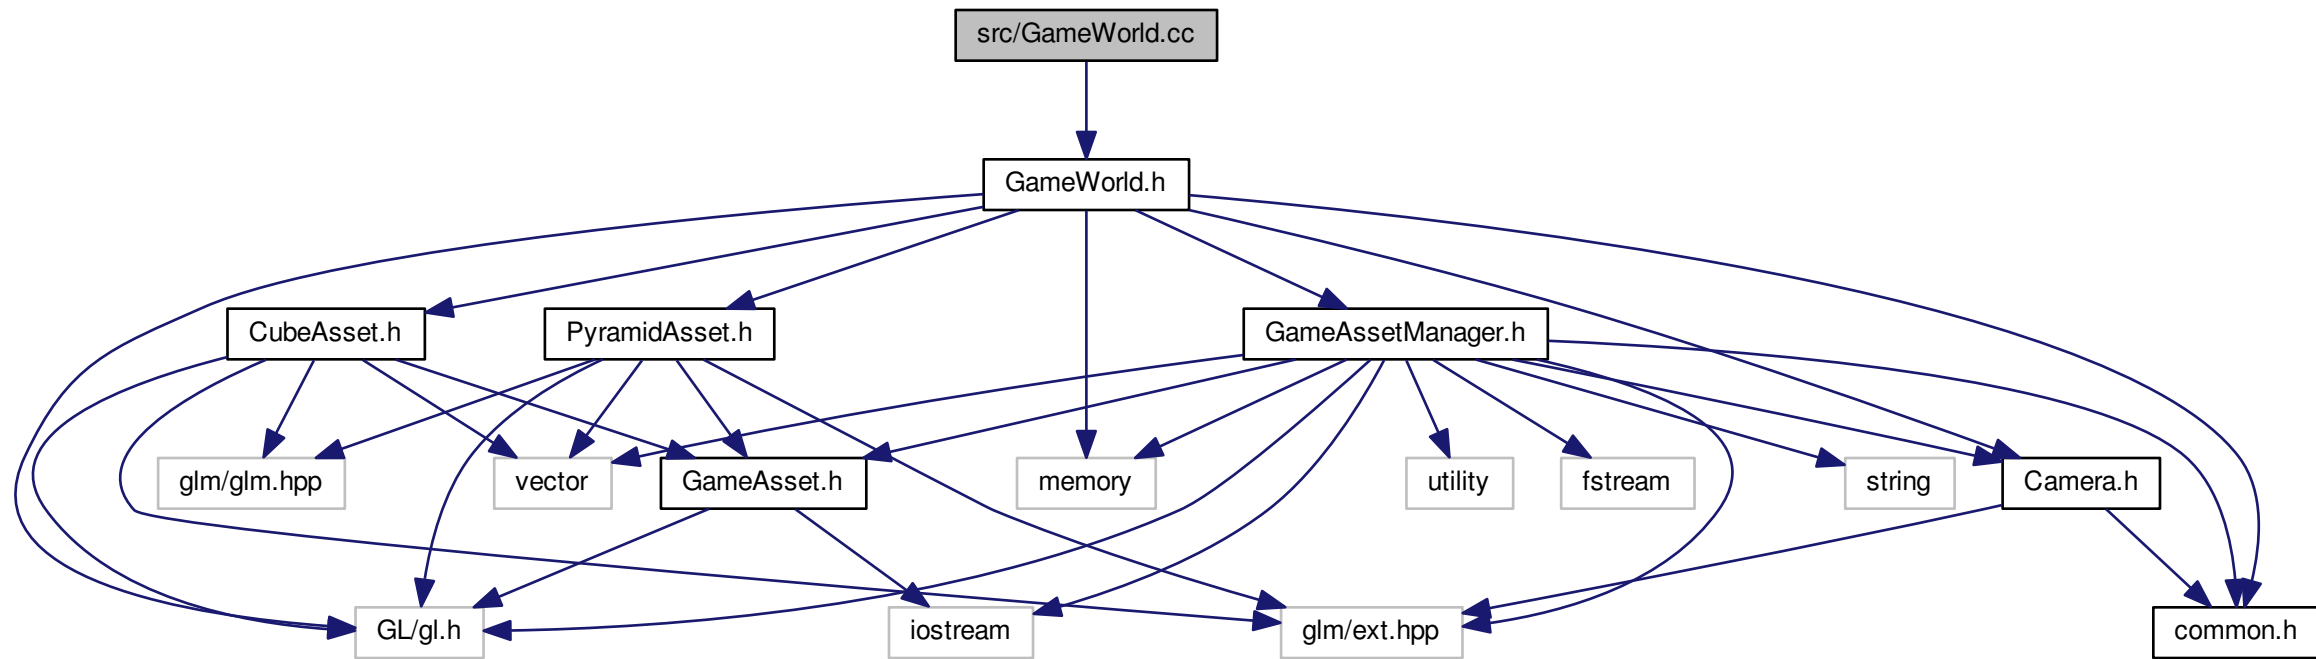 src/GameWorld.cc
GameWorld.h
CubeAsset.h
PyramidAsset.h
GameAssetManager.h
glm/glm.hpp
vector
GameAsset.h
memory
utility
fstream
string
Camera.h
GL/gl.h
iostream
glm/ext.hpp
common.h